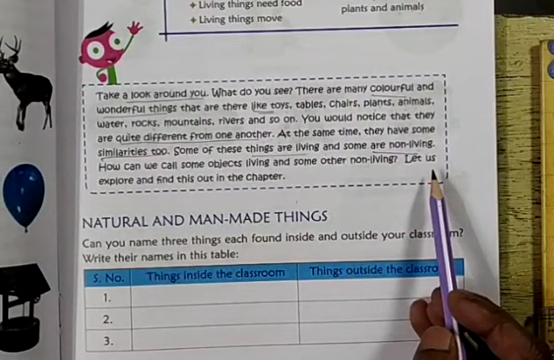 ✦ Living things need food
✦ Living things move
plants and animals
Take a look around you. What do you see? There are many colourful and
wonderful things that are there like toys, tables, chairs, plants, animals,
water, rocks, mountains, rivers and so on. You would notice that they
are quite different from one another. At the same time, they have some
similarities too. Some of these things are living and some are non-living.
How can we call some objects living and some other non-living? Let us
explore and find this out in the chapter.
NATURAL AND MAN-MADE THINGS
Can you name three things each found inside and outside your classroom?
Write their names in this table:
S. No. Things inside the classroom Things outside the
1.
2.
3.